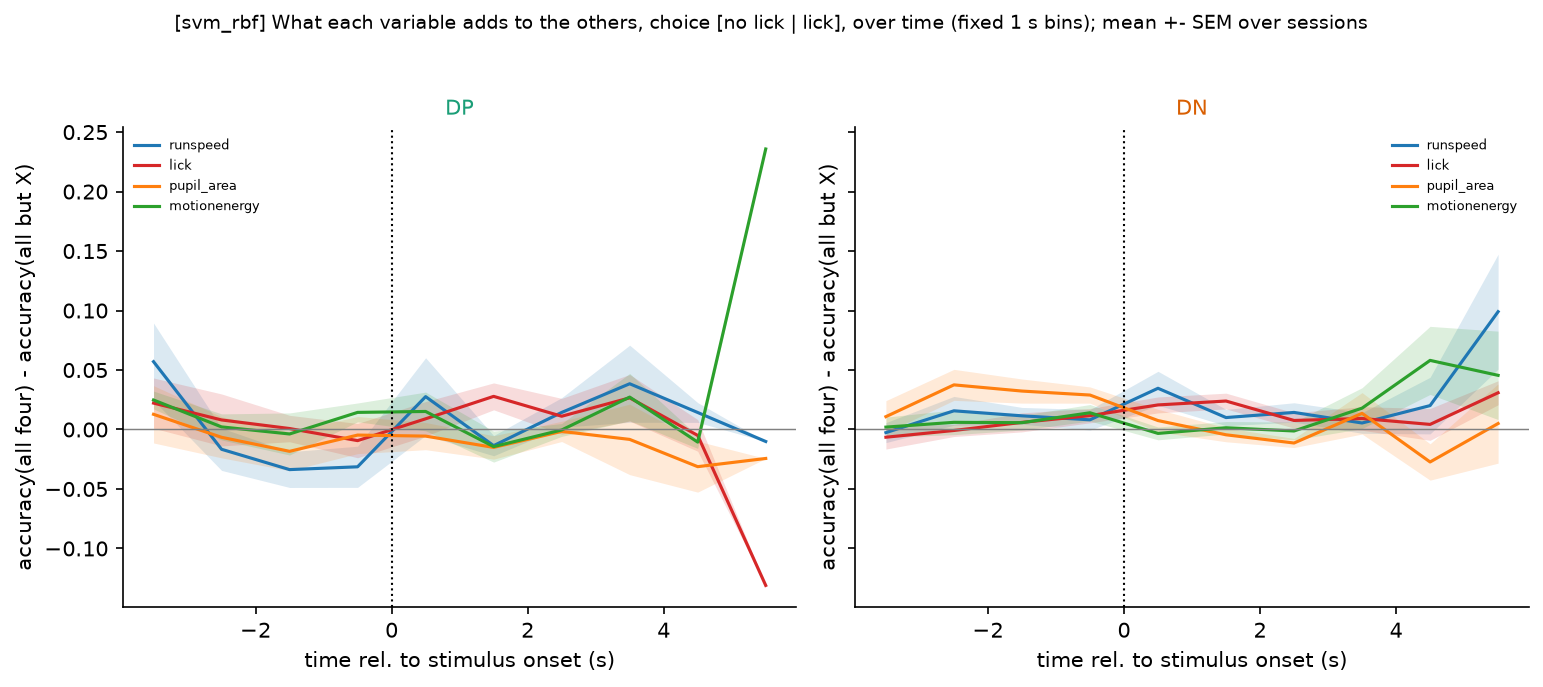 [svm_rbf] What each variable adds to the others, choice [no lick | lick], over time (fixed 1 s bins); mean +- SEM over sessions
DP
accuracy(all four) - accuracy(all but X)
0.25
0.20
0.15
0.10
0.05
0.00
−0.05
−0.10
runspeed
lick
pupil_area
motionenergy
−2
0
2
4
time rel. to stimulus onset (s)
DN
accuracy(all four) - accuracy(all but X)
runspeed
lick
pupil_area
motionenergy
−2
0
2
4
time rel. to stimulus onset (s)